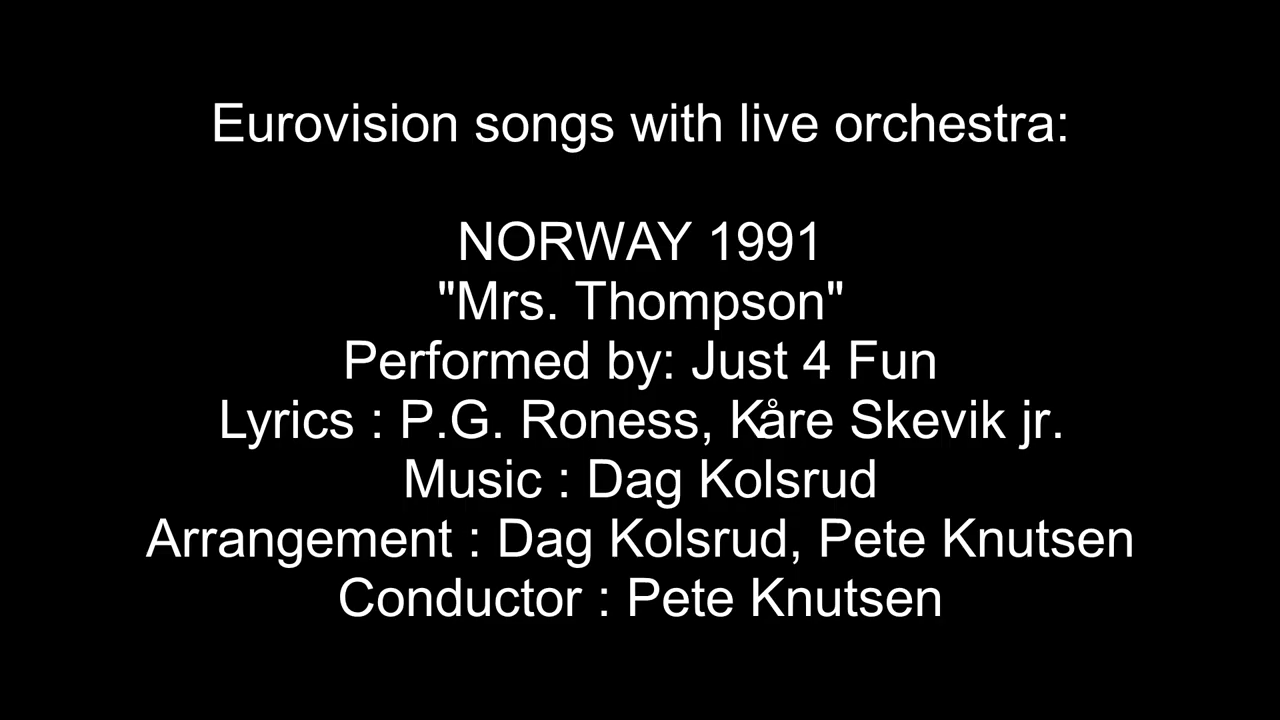 Eurovision songs with live orchestra:
NORWAY 1991
"Mrs. Thompson"
Performed by: Just 4 Fun
Lyrics : P.G. Roness, Kåre Skevik jr.
Music : Dag Kolsrud
Arrangement : Dag Kolsrud, Pete Knutsen
Conductor : Pete Knutsen